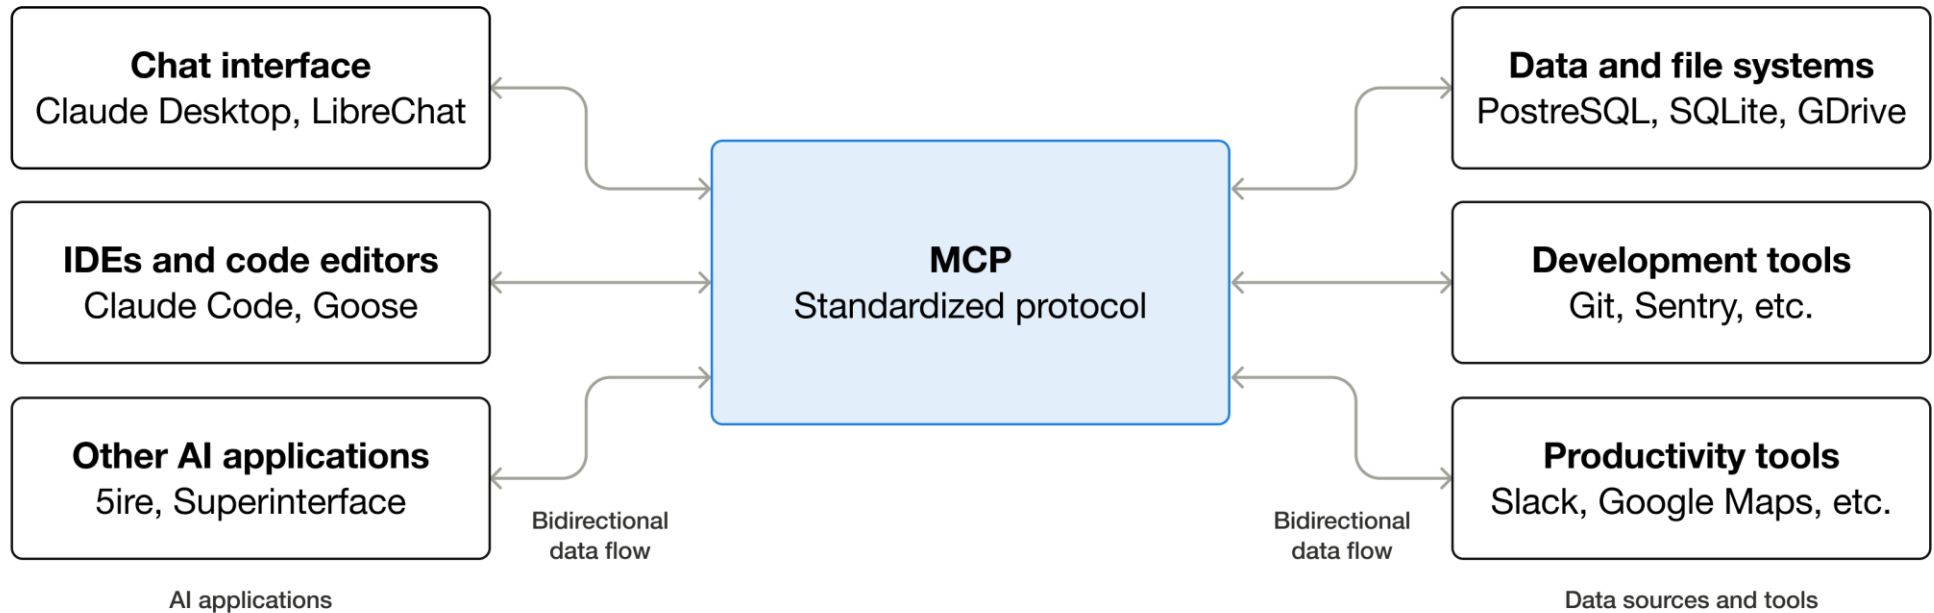 Chat interface
Claude Desktop, LibreChat
IDEs and code editors
Claude Code, Goose
Other AI applications
5ire, Superinterface
AI applications
Bidirectional
data flow
MCP
Standardized protocol
Bidirectional
data flow
Data and file systems
PostreSQL, SQLite, GDrive
Development tools
Git, Sentry, etc.
Productivity tools
Slack, Google Maps, etc.
Data sources and tools